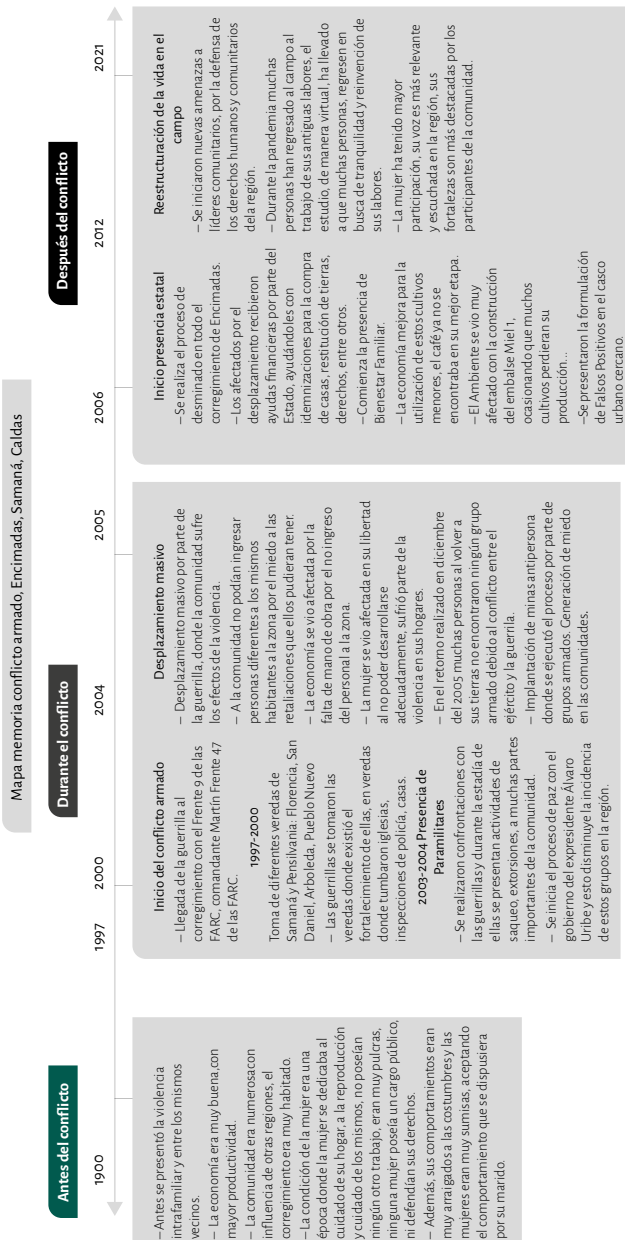 Mapa memoria conflicto armado, Encimadas, Samaná, Caldas
Antes del conflicto
Durante el conflicto
Después del conflicto
1900
1997
2000
2004
2005
2006
2012
2021
– Antes se presentó la violencia
intrafamiliar y entre los mismos
vecinos.
– La economía era muy buena,con
mayor productividad.
– La comunidad era numerosa con
influencia de otras regiones, el
corregimiento era muy habitado.
– La condición de la mujer era una
época donde la mujer se dedicaba al
cuidado de su hogar, a la reproducción
y cuidado de los mismos, no poseían
ningún otro trabajo, eran muy pulcras,
ninguna mujer poseía un cargo público,
ni defendían sus derechos.
– Además, sus comportamientos eran
muy arraigados a las costumbres y las
mujeres eran muy sumisas, aceptando
el comportamiento que se dispusiera
por su marido.
Inicio del conflicto armado
– Llegada de la guerrilla al
corregimiento con el Frente 9 de las
FARC, comandante Martín Frente 47
de las FARC.
1997-2000
Toma de diferentes veredas de
Samaná y Pensilvania: Florencia, San
Daniel, Arboleda, Pueblo Nuevo
– Las guerrillas se tomaron las
veredas donde existió el
fortalecimiento de ellas, en veredas
donde tumbaron iglesias,
inspecciones de policía, casas.
2003-2004 Presencia de
Paramilitares
– Se realizaron confrontaciones con
las guerrillas y durante la estadía de
ellas se presentan actividades de
saqueo, extorsiones, a muchas partes
importantes de la comunidad.
– Se inicia el proceso de paz con el
gobierno del expresidente Álvaro
Uribe y esto disminuye la incidencia
de estos grupos en la región.
Desplazamiento masivo
– Desplazamiento masivo por parte de
la guerrilla, donde la comunidad sufre
los efectos de la violencia.
– A la comunidad no podían ingresar
personas diferentes a los mismos
habitantes a la zona por el miedo a las
retaliaciones que ellos pudieran tener.
– La economía se vio afectada por la
falta de mano de obra por el no ingreso
del personal a la zona.
– La mujer se vio afectada en su libertad
al no poder desarrollarse
adecuadamente, sufrió parte de la
violencia en sus hogares.
– En el retorno realizado en diciembre
del 2005 muchas personas al volver a
sus tierras no encontraron ningún grupo
armado debido al conflicto entre el
ejército y la guerrilla.
– Implantación de minas antipersona
donde se ejecutó el proceso por parte de
grupos armados. Generación de miedo
en las comunidades.
Inicio presencia estatal
– Se realiza el proceso de
desminado en todo el
corregimiento de Encimadas.
– Los afectados por el
desplazamiento recibieron
ayudas financieras por parte del
Estado, ayudándoles con
idemnizaciones para la compra
de casas, restitución de tierras,
derechos, entre otros.
– Comienza la presencia de
Bienestar Familiar.
– La economía mejora para la
utilización de estos cultivos
menores, el café ya no se
encontraba en su mejor etapa.
– El Ambiente se vio muy
afectado con la construcción
del embalse Miel 1,
ocasionando que muchos
cultivos perdieran su
producción...
–Se presentaron la formulación
de Falsos Positivos en el casco
urbano cercano.
Reestructuración de la vida en el
campo
– Se iniciaron nuevas amenazas a
líderes comunitarios, por la defensa de
los derechos humanos y comunitarios
dela región.
– Durante la pandemia muchas
personas han regresado al campo al
trabajo de sus antiguas labores, el
estudio, de manera virtual, ha llevado
a que muchas personas, regresen en
busca de tranquilidad y reinvención de
sus labores.
– La mujer ha tenido mayor
participación, su voz es más relevante
y escuchada en la región, sus
fortalezas son más destacadas por los
participantes de la comunidad.